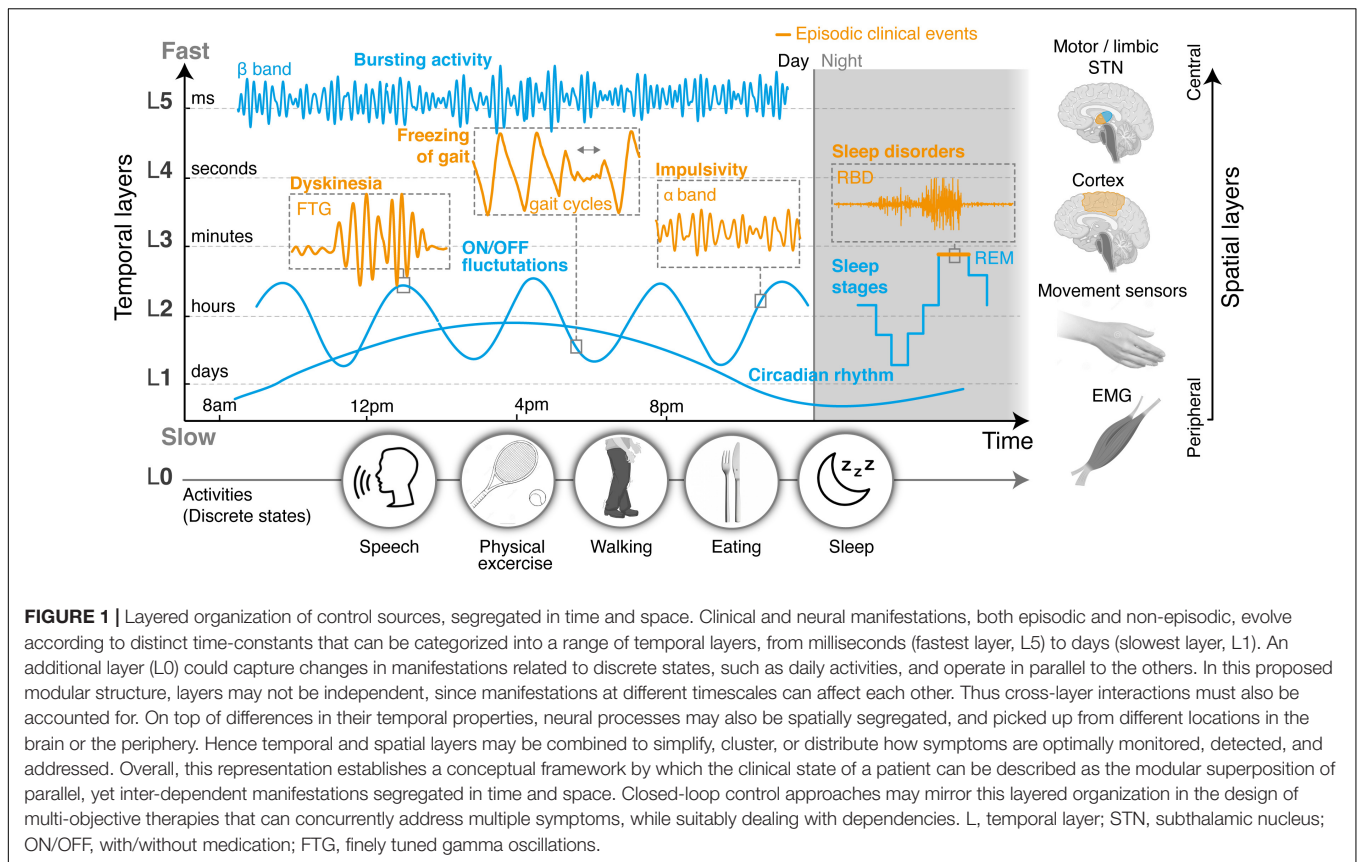 Fast
Episodic clinical events
Day
Night
Motor / limbic
STN
Central
β band
Bursting activity
L5
ms
Freezing
of gait
gait cycles
L4
seconds
Dyskinesia
FTG
Impulsivity
α band
Sleep disorders
RBD
Cortex
Temporal layers
L3
minutes
ON/OFF
fluctutations
Sleep
stages
REM
Movement sensors
Spatial layers
L2
hours
L1
days
Circadian rhythm
EMG
Peripheral
8am
12pm
4pm
8pm
Slow
Time
L0
Activities
(Discrete states)
z z z
Speech
Physical
excercise
Walking
Eating
Sleep
FIGURE 1 | Layered organization of control sources, segregated in time and space. Clinical and neural manifestations, both episodic and non-episodic, evolve
according to distinct time-constants that can be categorized into a range of temporal layers, from milliseconds (fastest layer, L5) to days (slowest layer, L1). An
additional layer (L0) could capture changes in manifestations related to discrete states, such as daily activities, and operate in parallel to the others. In this proposed
modular structure, layers may not be independent, since manifestations at different timescales can affect each other. Thus cross-layer interactions must also be
accounted for. On top of differences in their temporal properties, neural processes may also be spatially segregated, and picked up from different locations in the
brain or the periphery. Hence temporal and spatial layers may be combined to simplify, cluster, or distribute how symptoms are optimally monitored, detected, and
addressed. Overall, this representation establishes a conceptual framework by which the clinical state of a patient can be described as the modular superposition of
parallel, yet inter-dependent manifestations segregated in time and space. Closed-loop control approaches may mirror this layered organization in the design of
multi-objective therapies that can concurrently address multiple symptoms, while suitably dealing with dependencies. L, temporal layer; STN, subthalamic nucleus;
ON/OFF, with/without medication; FTG, finely tuned gamma oscillations.